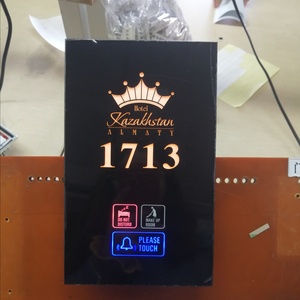 Hotel
Kazakhstan
ALMATY
1713
DO NOT DISTURB
MAKE UP ROOM
PLEASE TOUCH